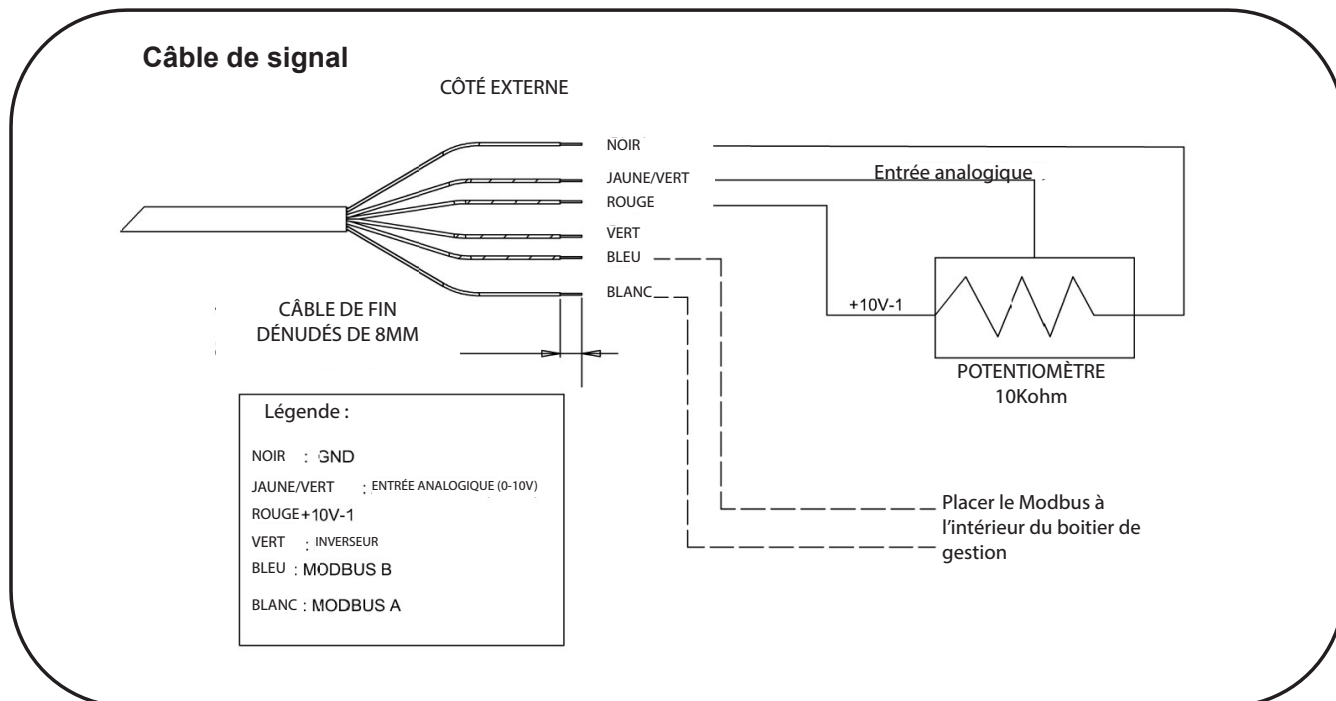 Câble de signal
CÔTÉ EXTERNE
NOIR
JAUNE/VERT
Entrée analogique
ROUGE
VERT
BLEU
BLANC
+10V-1
CÂBLE DE FIN
DÉNUDÉS DE 8MM
POTENTIOMÈTRE
10Kohm
Légende :
NOIR : GND
JAUNE/VERT : ENTRÉE ANALOGIQUE (0-10V)
ROUGE+10V-1
VERT : INVERSEUR
BLEU : MODBUS B
BLANC : MODBUS A
Placer le Modbus à
l'intérieur du boitier de
gestion